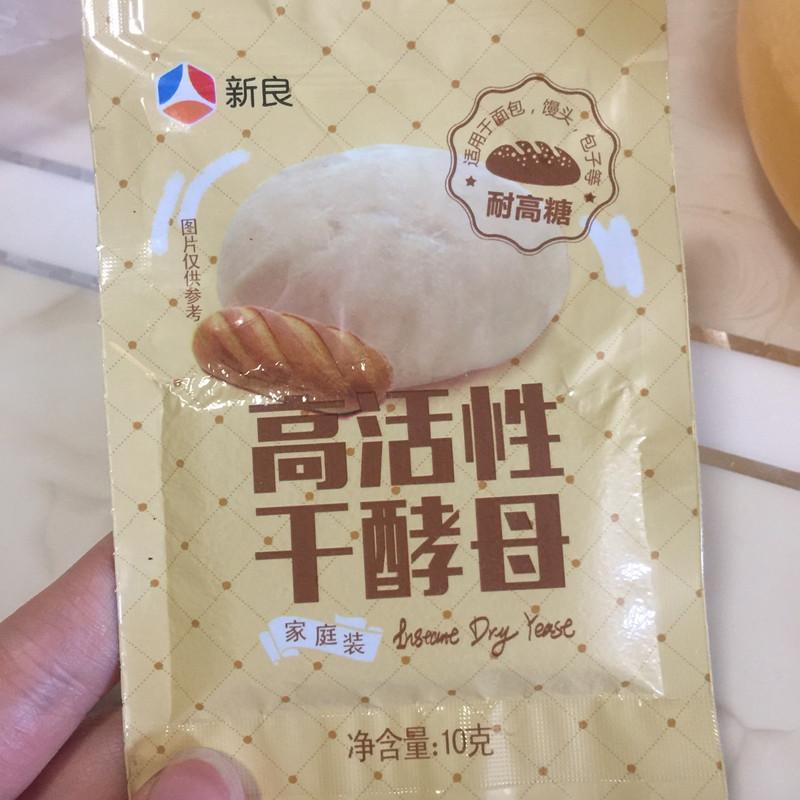 新良
适用于面包，馒头，包子等
耐高糖
图片仅供参考
高活性
干酵母
家庭装
Dry Yease
净含量:10克